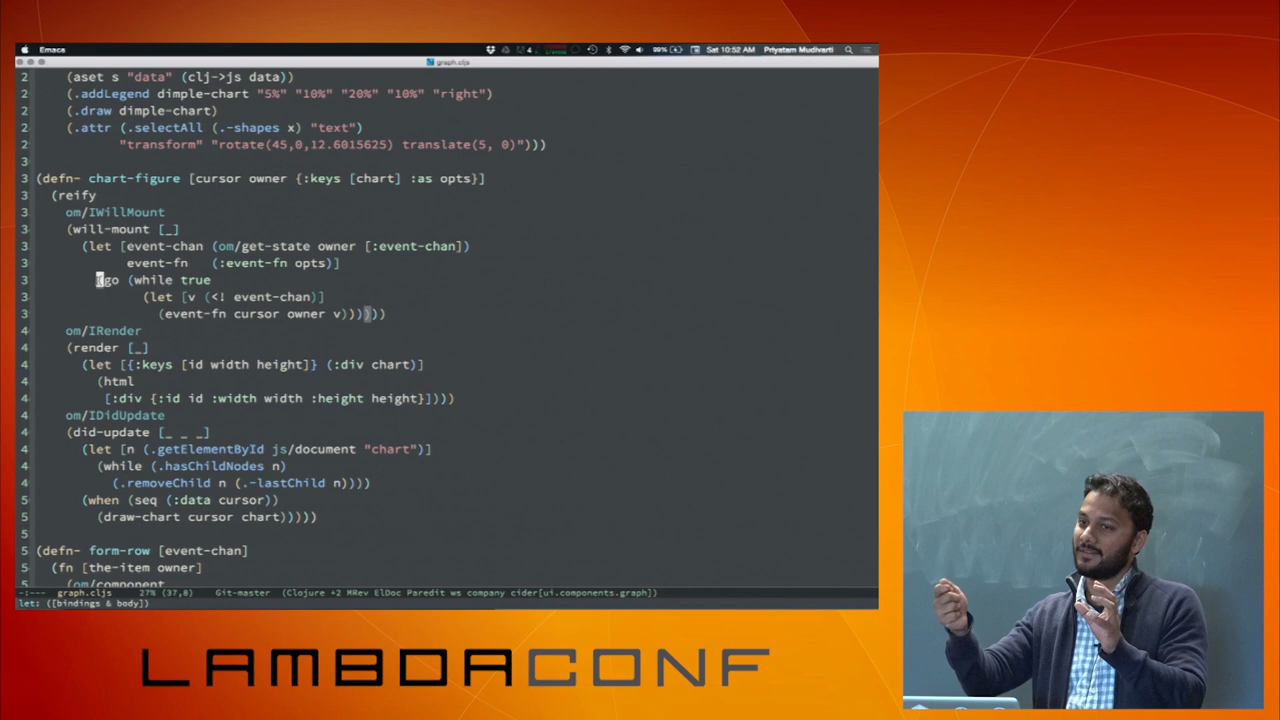 Emacs 4 99% Sat 10:52 AM Priyatam Mudivarti
graph.cljs
2 (aset s "data" (clj->js data))
2 (.addLegend dimple-chart "5%" "10%" "20%" "10%" "right")
2 (.draw dimple-chart)
2 (.attr (.selectAll (.-shapes x) "text")
2 "transform" "rotate(45,0,12.6015625) translate(5, 0)")))
3
3 (defn- chart-figure [cursor owner {:keys [chart] :as opts}]
3 (reify
3 om/IWillMount
3 (will-mount [_]
3 (let [event-chan (om/get-state owner [:event-chan])
3 event-fn (:event-fn opts)]
3 (go (while true
3 (let [v (<! event-chan)]
3 (event-fn cursor owner v))))))
4 om/IRender
4 (render [_]
4 (let [{:keys [id width height]} (:div chart)]
4 (html
4 [:div {:id id :width width :height height}])))
4 om/IDidUpdate
4 (did-update [_ _ _]
4 (let [n (.getElementById js/document "chart")]
4 (while (.hasChildNodes n)
4 (.removeChild n (.-lastChild n))))
5 (when (seq (:data cursor))
5 (draw-chart cursor chart)))))
5
5 (defn- form-row [event-chan]
5 (fn [the-item owner]
5 (om/component
-:--- graph.cljs 27% (37,8) Git-master (Clojure +2 MRev ElDoc Paredit ws company cider[ui.components.graph])
let: ([bindings & body])
LAMBDACONF